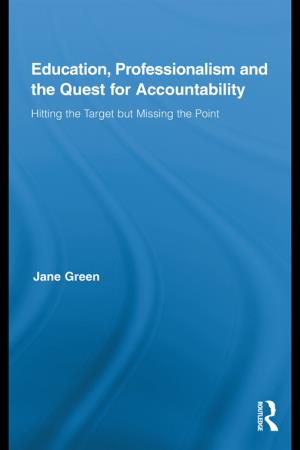 Education, Professionalism and
the Quest for Accountability
Hitting the Target but Missing the Point
Jane Green
ROUTLEDGE